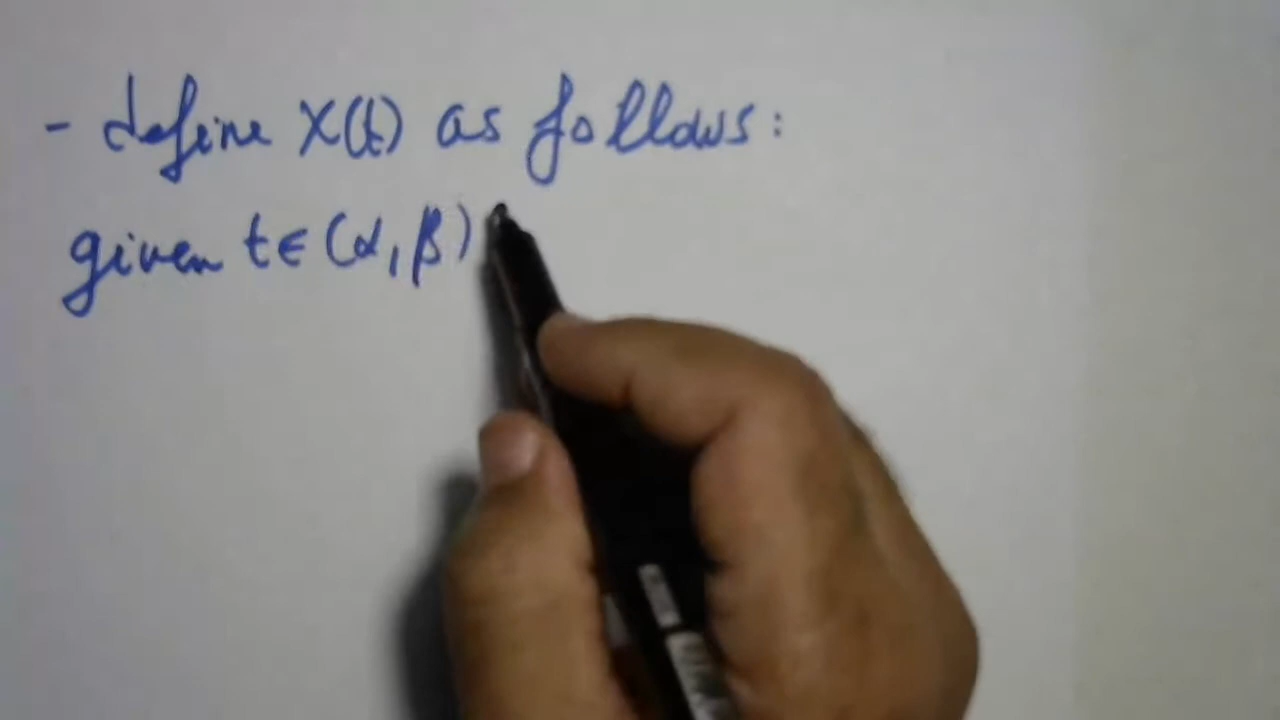 - define X(t) as follows:
given t ∈ (α, β)